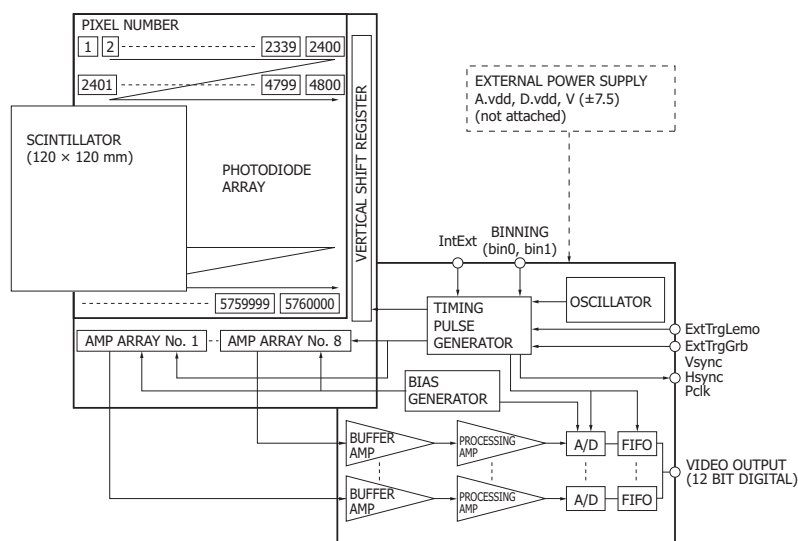 PIXEL NUMBER
1 2 2339 2400
2401 4799 4800
SCINTILLATOR
(120 × 120 mm)
PHOTODIODE
ARRAY
VERTICAL SHIFT REGISTER
5759999 5760000
EXTERNAL POWER SUPPLY
A.vdd, D.vdd, V (±7.5)
(not attached)
IntExt
BINNING
(bin0, bin1)
TIMING
PULSE
GENERATOR
OSCILLATOR
ExtTrgLemo
ExtTrgGrb
Vsync
Hsync
Pclk
AMP ARRAY No. 1
AMP ARRAY No. 8
BIAS
GENERATOR
BUFFER
AMP
PROCESSING
AMP
A/D
FIFO
BUFFER
AMP
PROCESSING
AMP
A/D
FIFO
VIDEO OUTPUT
(12 BIT DIGITAL)